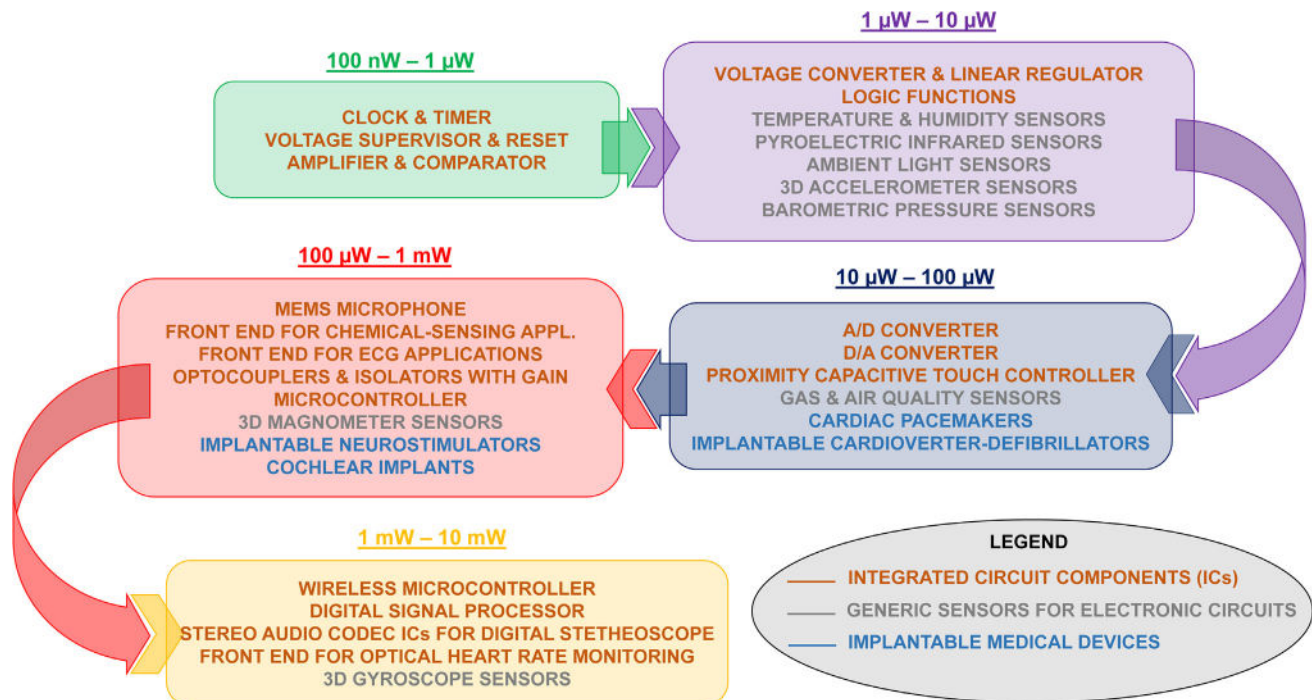 100 nW – 1 µW
CLOCK & TIMER
VOLTAGE SUPERVISOR & RESET
AMPLIFIER & COMPARATOR
1 µW – 10 µW
VOLTAGE CONVERTER & LINEAR REGULATOR
LOGIC FUNCTIONS
TEMPERATURE & HUMIDITY SENSORS
PYROELECTRIC INFRARED SENSORS
AMBIENT LIGHT SENSORS
3D ACCELEROMETER SENSORS
BAROMETRIC PRESSURE SENSORS
10 µW – 100 µW
A/D CONVERTER
D/A CONVERTER
PROXIMITY CAPACITIVE TOUCH CONTROLLER
GAS & AIR QUALITY SENSORS
CARDIAC PACEMAKERS
IMPLANTABLE CARDIOVERTER-DEFIBRILLATORS
100 µW – 1 mW
MEMS MICROPHONE
FRONT END FOR CHEMICAL-SENSING APPL.
FRONT END FOR ECG APPLICATIONS
OPTOCOUPLERS & ISOLATORS WITH GAIN
MICROCONTROLLER
3D MAGNOMETER SENSORS
IMPLANTABLE NEUROSTIMULATORS
COCHLEAR IMPLANTS
1 mW – 10 mW
WIRELESS MICROCONTROLLER
DIGITAL SIGNAL PROCESSOR
STEREO AUDIO CODEC ICs FOR DIGITAL STETHEOSCOPE
FRONT END FOR OPTICAL HEART RATE MONITORING
3D GYROSCOPE SENSORS
LEGEND
INTEGRATED CIRCUIT COMPONENTS (ICs)
GENERIC SENSORS FOR ELECTRONIC CIRCUITS
IMPLANTABLE MEDICAL DEVICES